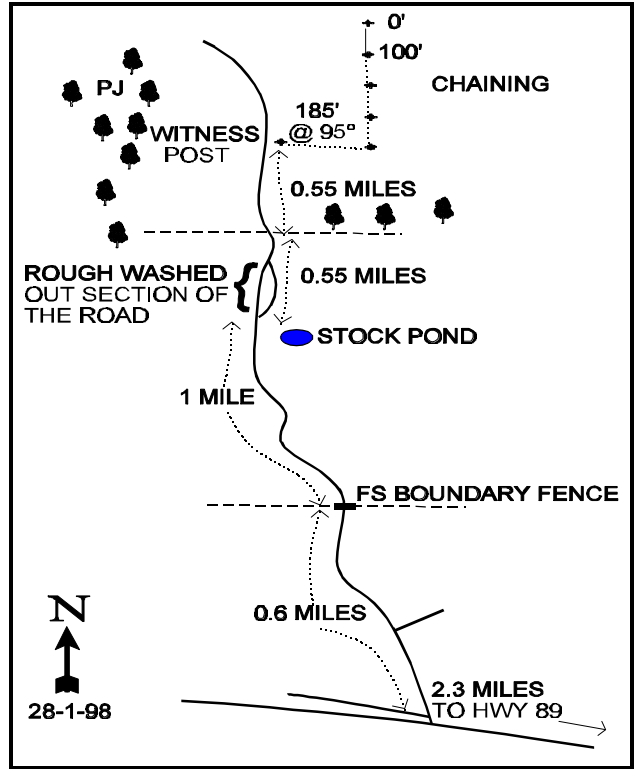 0'
100'
CHAINING
PJ
185'
@ 95°
WITNESS
POST
0.55 MILES
ROUGH WASHED
OUT SECTION OF
THE ROAD
0.55 MILES
STOCK POND
1 MILE
FS BOUNDARY FENCE
0.6 MILES
N
28-1-98
2.3 MILES
TO HWY 89